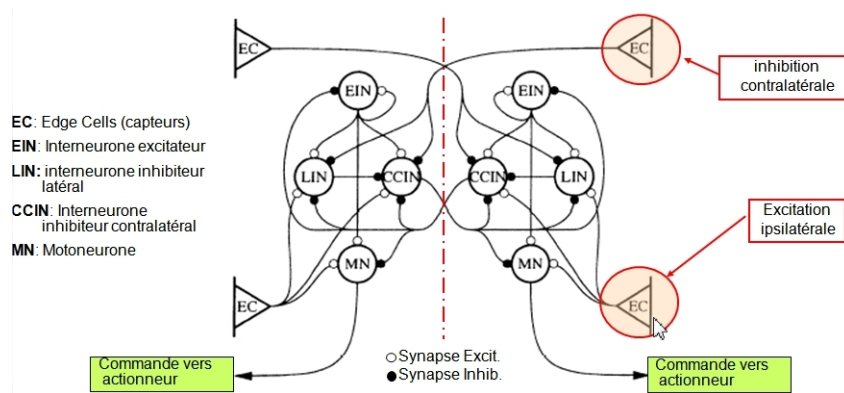 EC
EC
inhibition
contralatérale
EIN
EIN
EC: Edge Cells (capteurs)
EIN: Interneurone excitateur
LIN: interneurone inhibiteur
latéral
CCIN: Interneurone
inhibiteur contralatéral
MN: Motoneurone
LIN
CCIN
CCIN
LIN
Excitation
ipsilatérale
MN
MN
EC
EC
Commande vers
actionneur
Synapse Excit.
Synapse Inhib.
Commande vers
actionneur